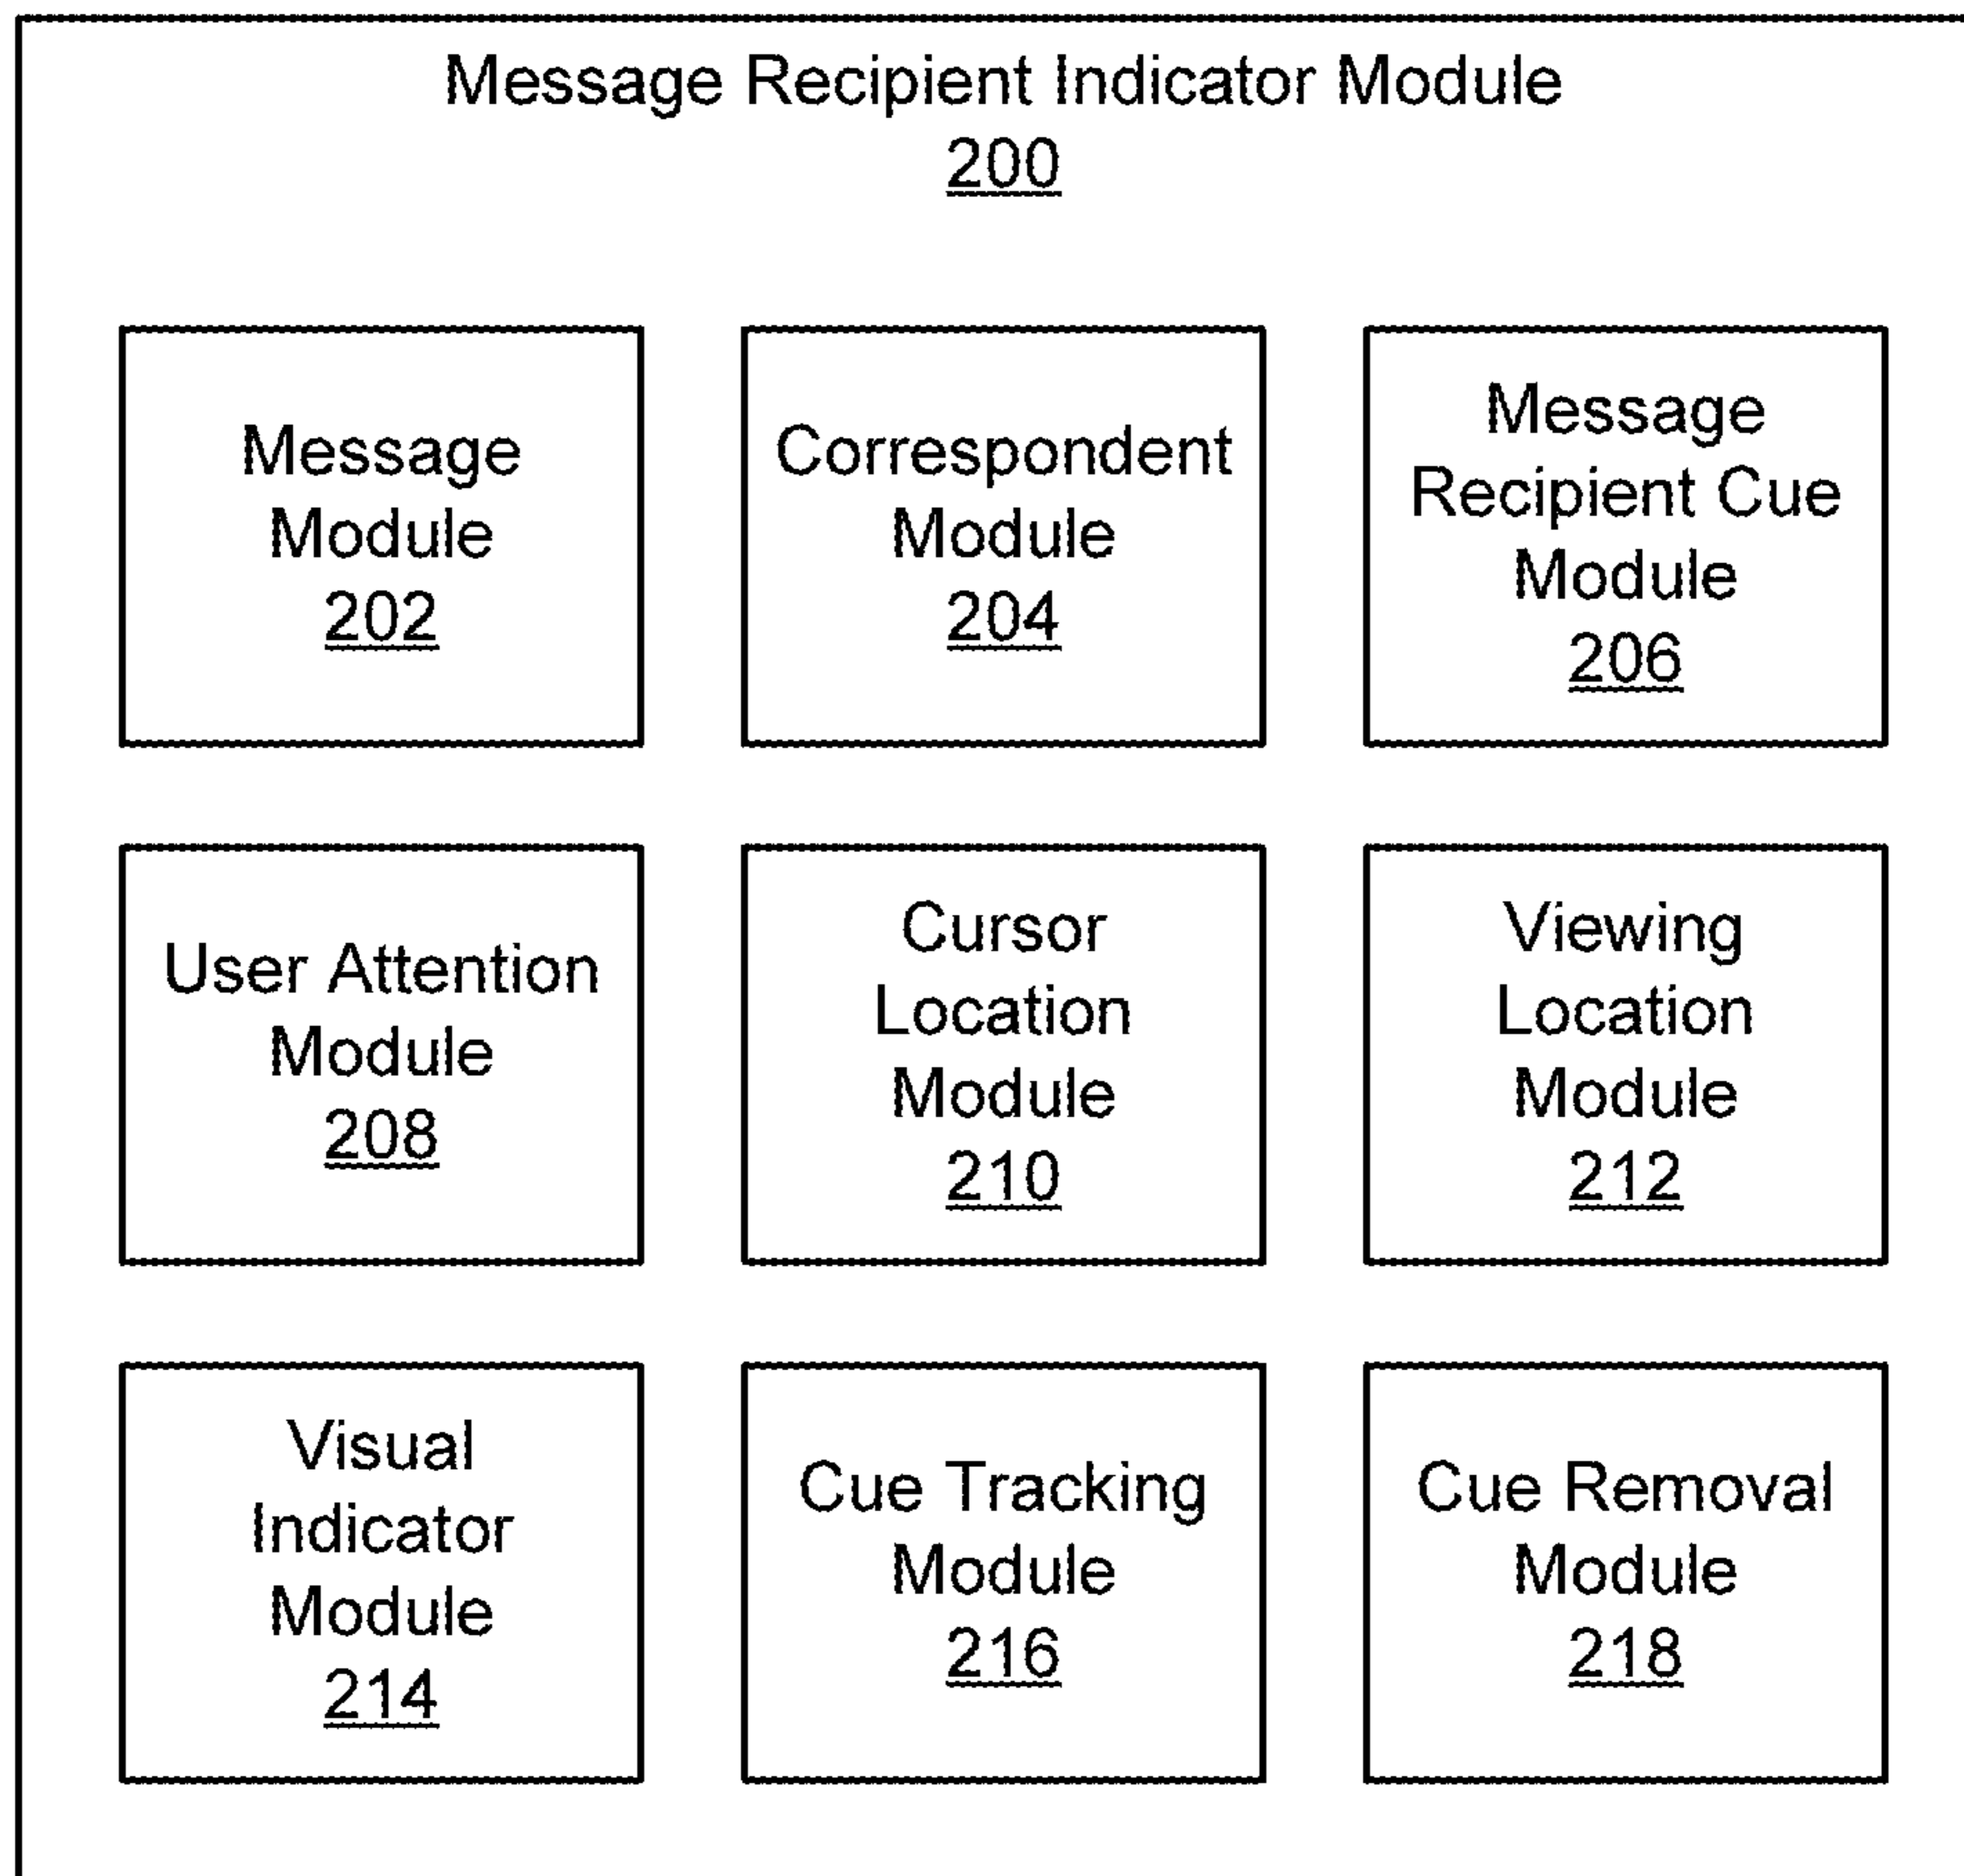 Message Recipient Indicator Module
200
Message
Module
202
Correspondent
Module
204
Message
Recipient Cue
Module
206
User Attention
Module
208
Cursor
Location
Module
210
Viewing
Location
Module
212
Visual
Indicator
Module
214
Cue Tracking
Module
216
Cue Removal
Module
218